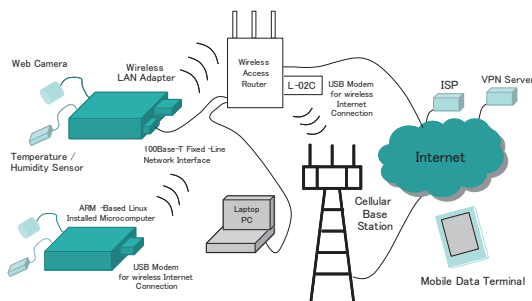 Web Camera
Wireless
LAN Adapter
Temperature /
Humidity Sensor
100Base-T Fixed -Line
Network Interface
Wireless
Access
Router
L-02C
USB Modem
for wireless
Internet
Connection
ISP
VPN Server
Internet
ARM -Based Linux
Installed Microcomputer
USB Modem
for wireless Internet
Connection
Laptop
PC
Cellular
Base
Station
Mobile Data Terminal